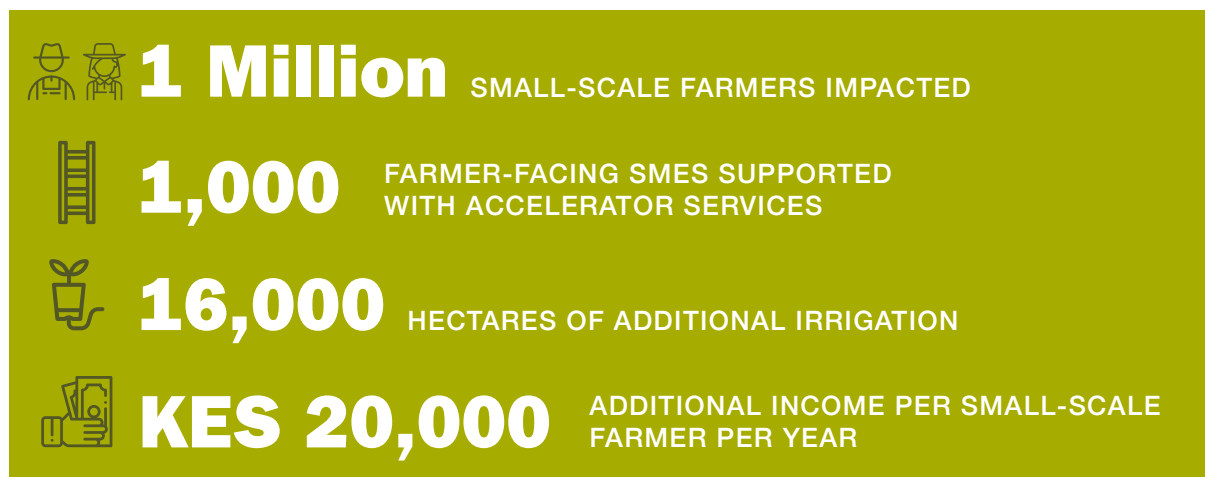 1 Million SMALL-SCALE FARMERS IMPACTED
1,000 FARMER-FACING SMES SUPPORTED
WITH ACCELERATOR SERVICES
16,000 HECTARES OF ADDITIONAL IRRIGATION
KES 20,000 ADDITIONAL INCOME PER SMALL-SCALE
FARMER PER YEAR